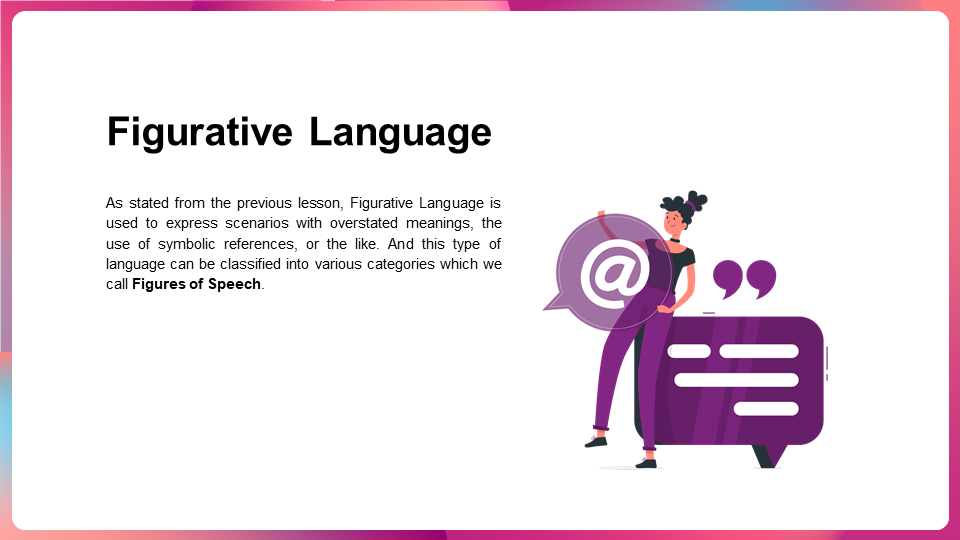 Figurative Language
As stated from the previous lesson, Figurative Language is
used to express scenarios with overstated meanings, the
use of symbolic references, or the like. And this type of
language can be classified into various categories which we
call Figures of Speech.
@
”